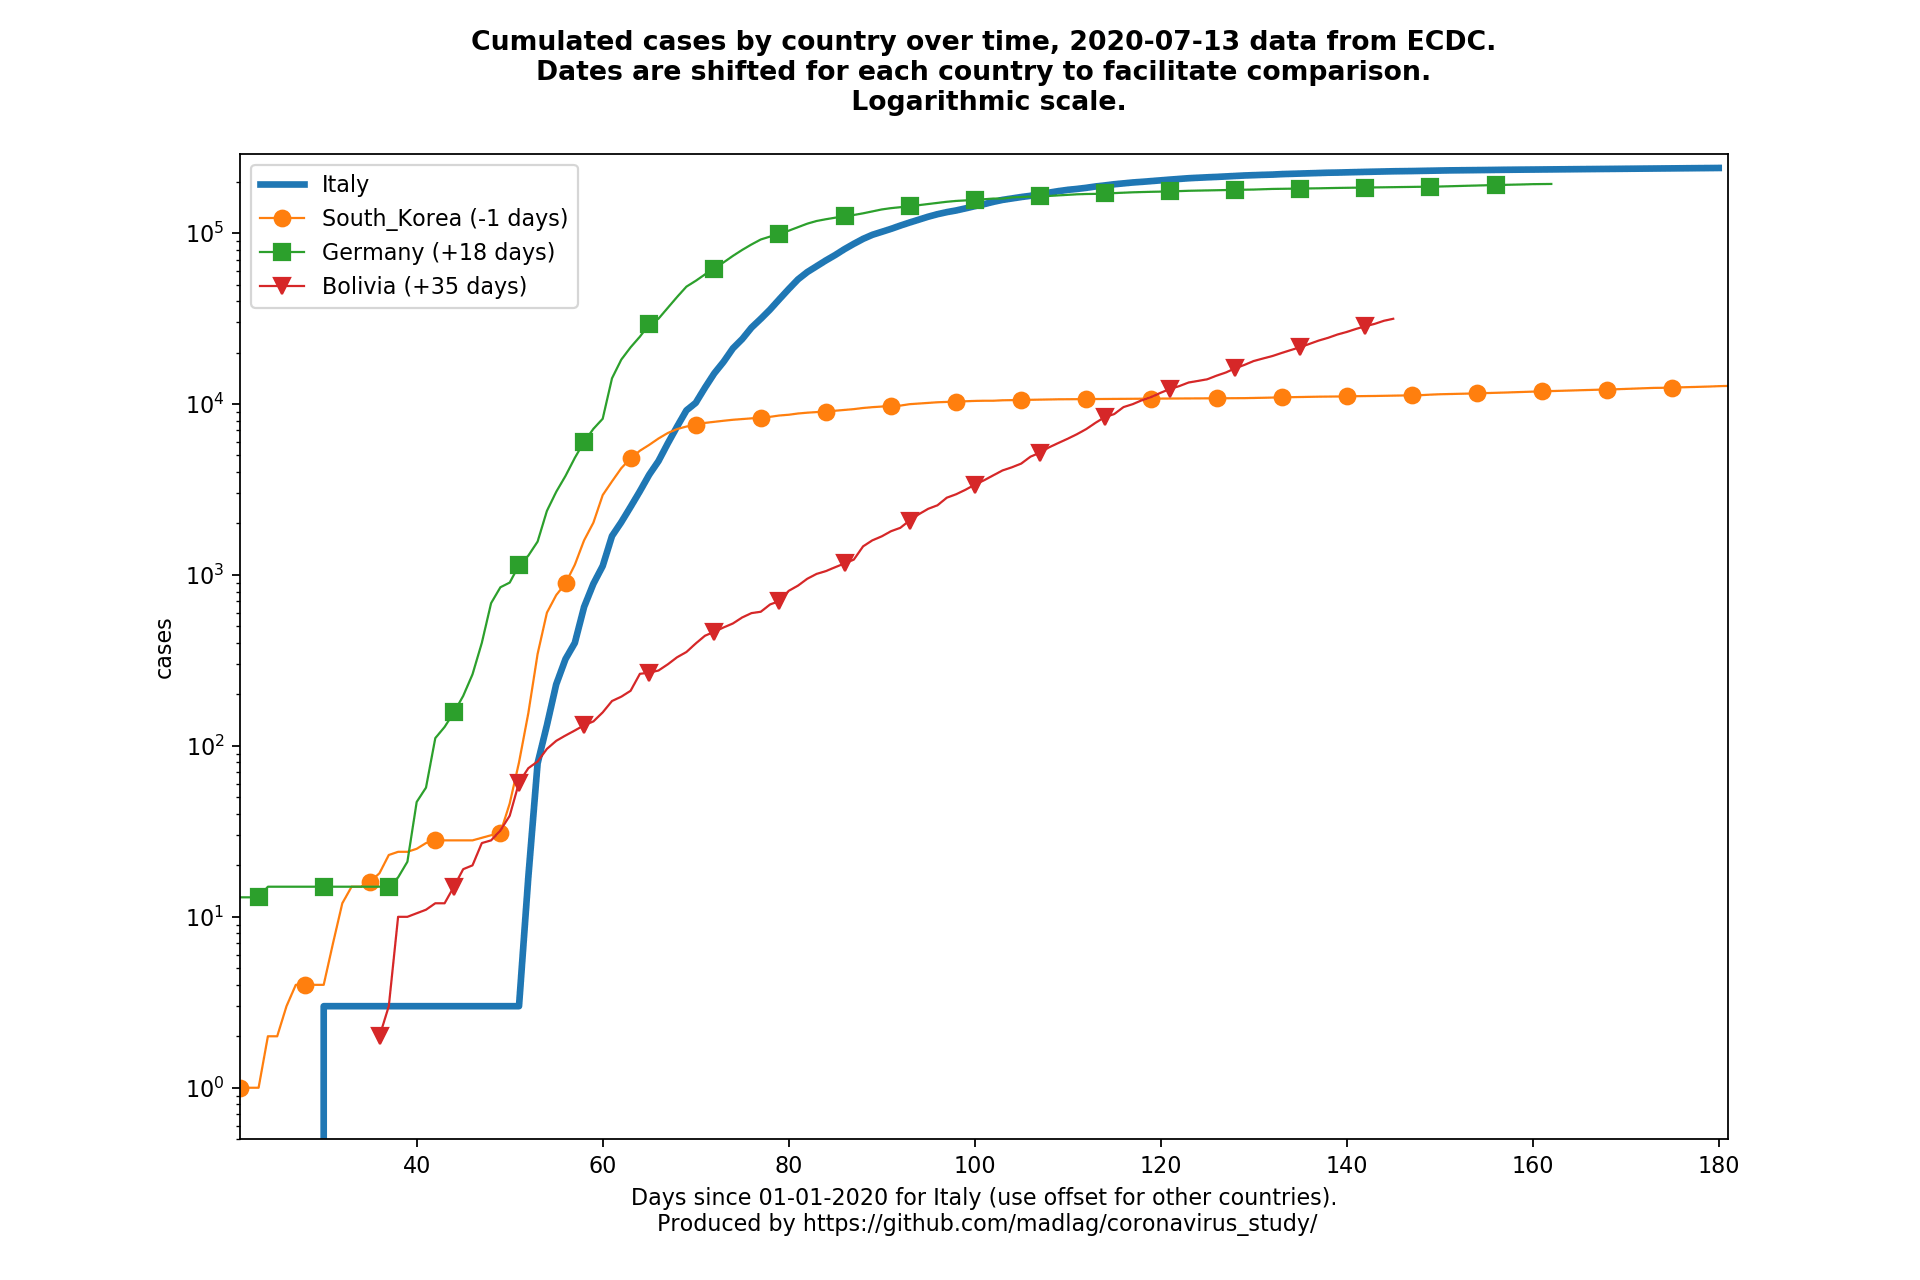 Cumulated cases by country over time, 2020-07-13 data from ECDC.
Dates are shifted for each country to facilitate comparison.
Logarithmic scale.
Italy
South_Korea (-1 days)
Germany (+18 days)
Bolivia (+35 days)
10^5
10^4
10^3
10^2
10^1
10^0
cases
40 60 80 100 120 140 160 180
Days since 01-01-2020 for Italy (use offset for other countries).
Produced by https://github.com/madlag/coronavirus_study/